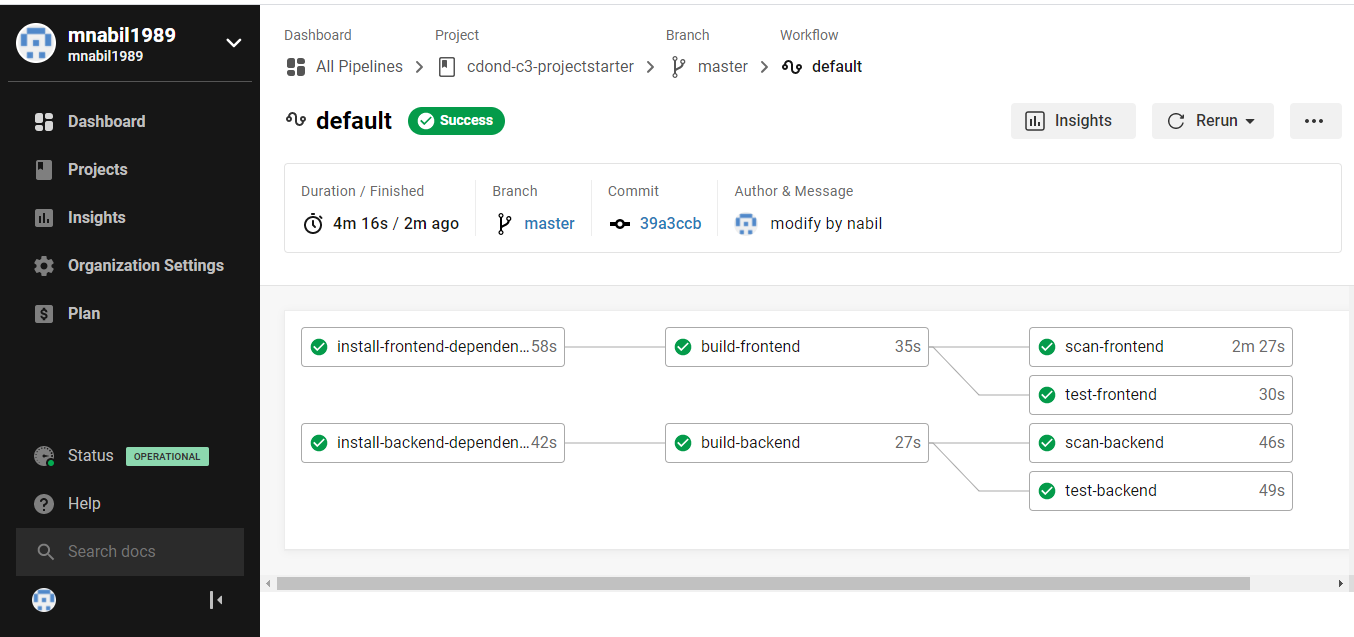 mnabil1989
mnabil1989
Dashboard
Projects
Insights
Organization Settings
Plan
Status OPERATIONAL
Help
Search docs
Dashboard Project Branch Workflow
All Pipelines cdond-c3-projectstarter master default
default Success Insights Rerun
Duration / Finished Branch Commit Author & Message
4m 16s / 2m ago master 39a3ccb modify by nabil
install-frontend-dependen... 58s build-frontend 35s scan-frontend 2m 27s
test-frontend 30s
install-backend-dependen... 42s build-backend 27s scan-backend 46s
test-backend 49s